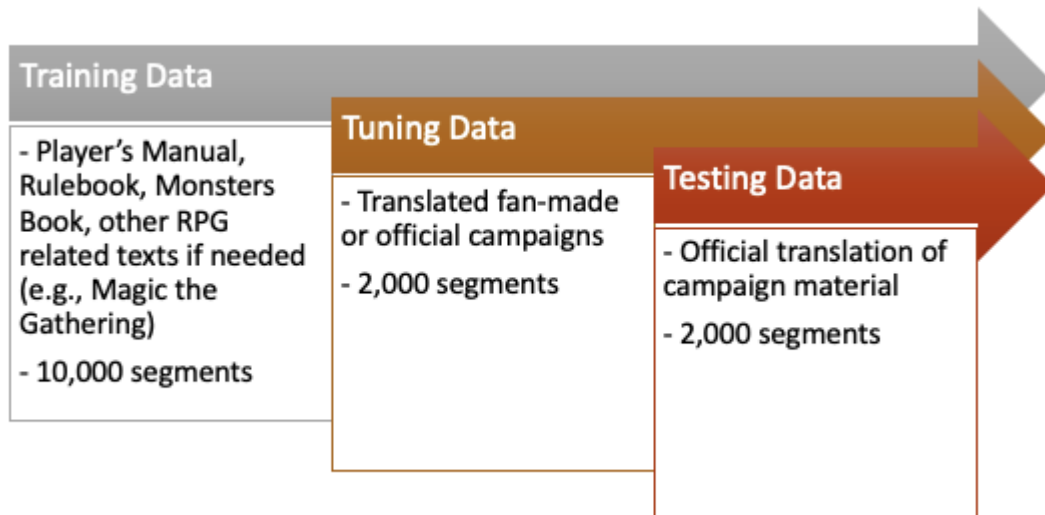 Training Data
- Player’s Manual,
Rulebook, Monsters
Book, other RPG
related texts if needed
(e.g., Magic the
Gathering)
- 10,000 segments
Tuning Data
- Translated fan-made
or official campaigns
- 2,000 segments
Testing Data
- Official translation of
campaign material
- 2,000 segments